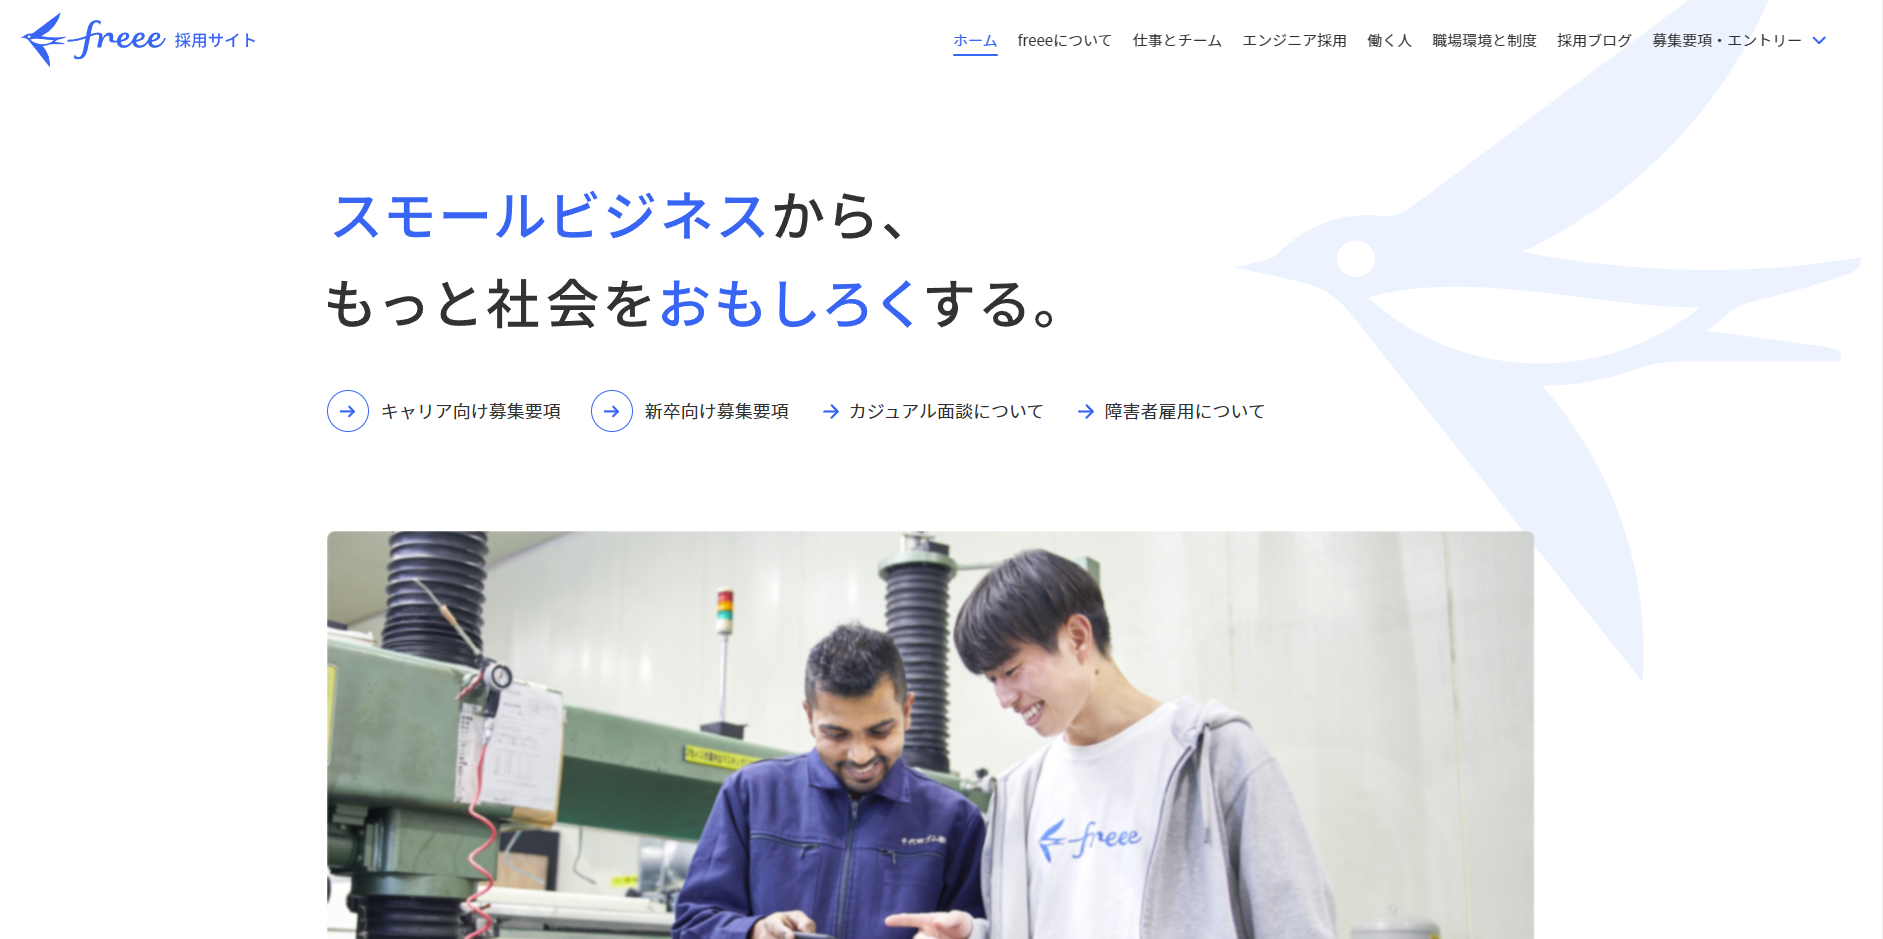 freee 採用サイト
ホーム freeeについて 仕事とチーム エンジニア採用 働く人 職場環境と制度 採用ブログ 募集要項・エントリー
スモールビジネスから、
もっと社会をおもしろくする。
キャリア向け募集要項 新卒向け募集要項 カジュアル面談について 障害者雇用について
freee